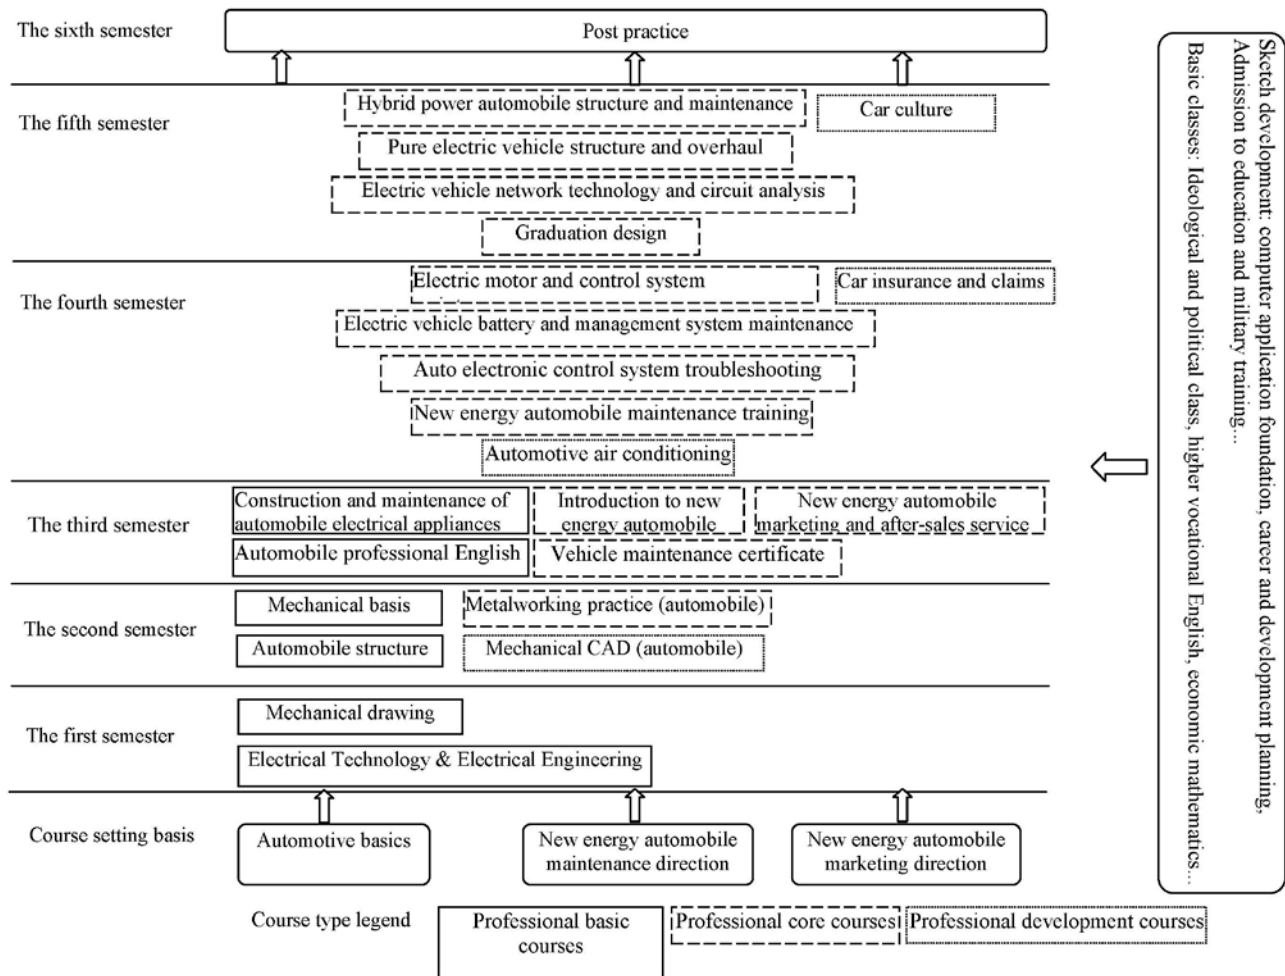 The sixth semester
Post practice
The fifth semester
Hybrid power automobile structure and maintenance
Car culture
Pure electric vehicle structure and overhaul
Electric vehicle network technology and circuit analysis
Graduation design
The fourth semester
Electric motor and control system
Car insurance and claims
Electric vehicle battery and management system maintenance
Auto electronic control system troubleshooting
New energy automobile maintenance training
Automotive air conditioning
The third semester
Construction and maintenance of
automobile electrical appliances
Introduction to new
energy automobile
New energy automobile
marketing and after-sales service
Automobile professional English
Vehicle maintenance certificate
The second semester
Mechanical basis
Metalworking practice (automobile)
Automobile structure
Mechanical CAD (automobile)
The first semester
Mechanical drawing
Electrical Technology & Electrical Engineering
Course setting basis
Automotive basics
New energy automobile
maintenance direction
New energy automobile
marketing direction
Course type legend
Professional basic
courses
Professional core courses
Professional development courses
Sketch development: computer application foundation, career and development planning,
Admission to education and military training...
Basic classes: Ideological and political class, higher vocational English, economic mathematics...